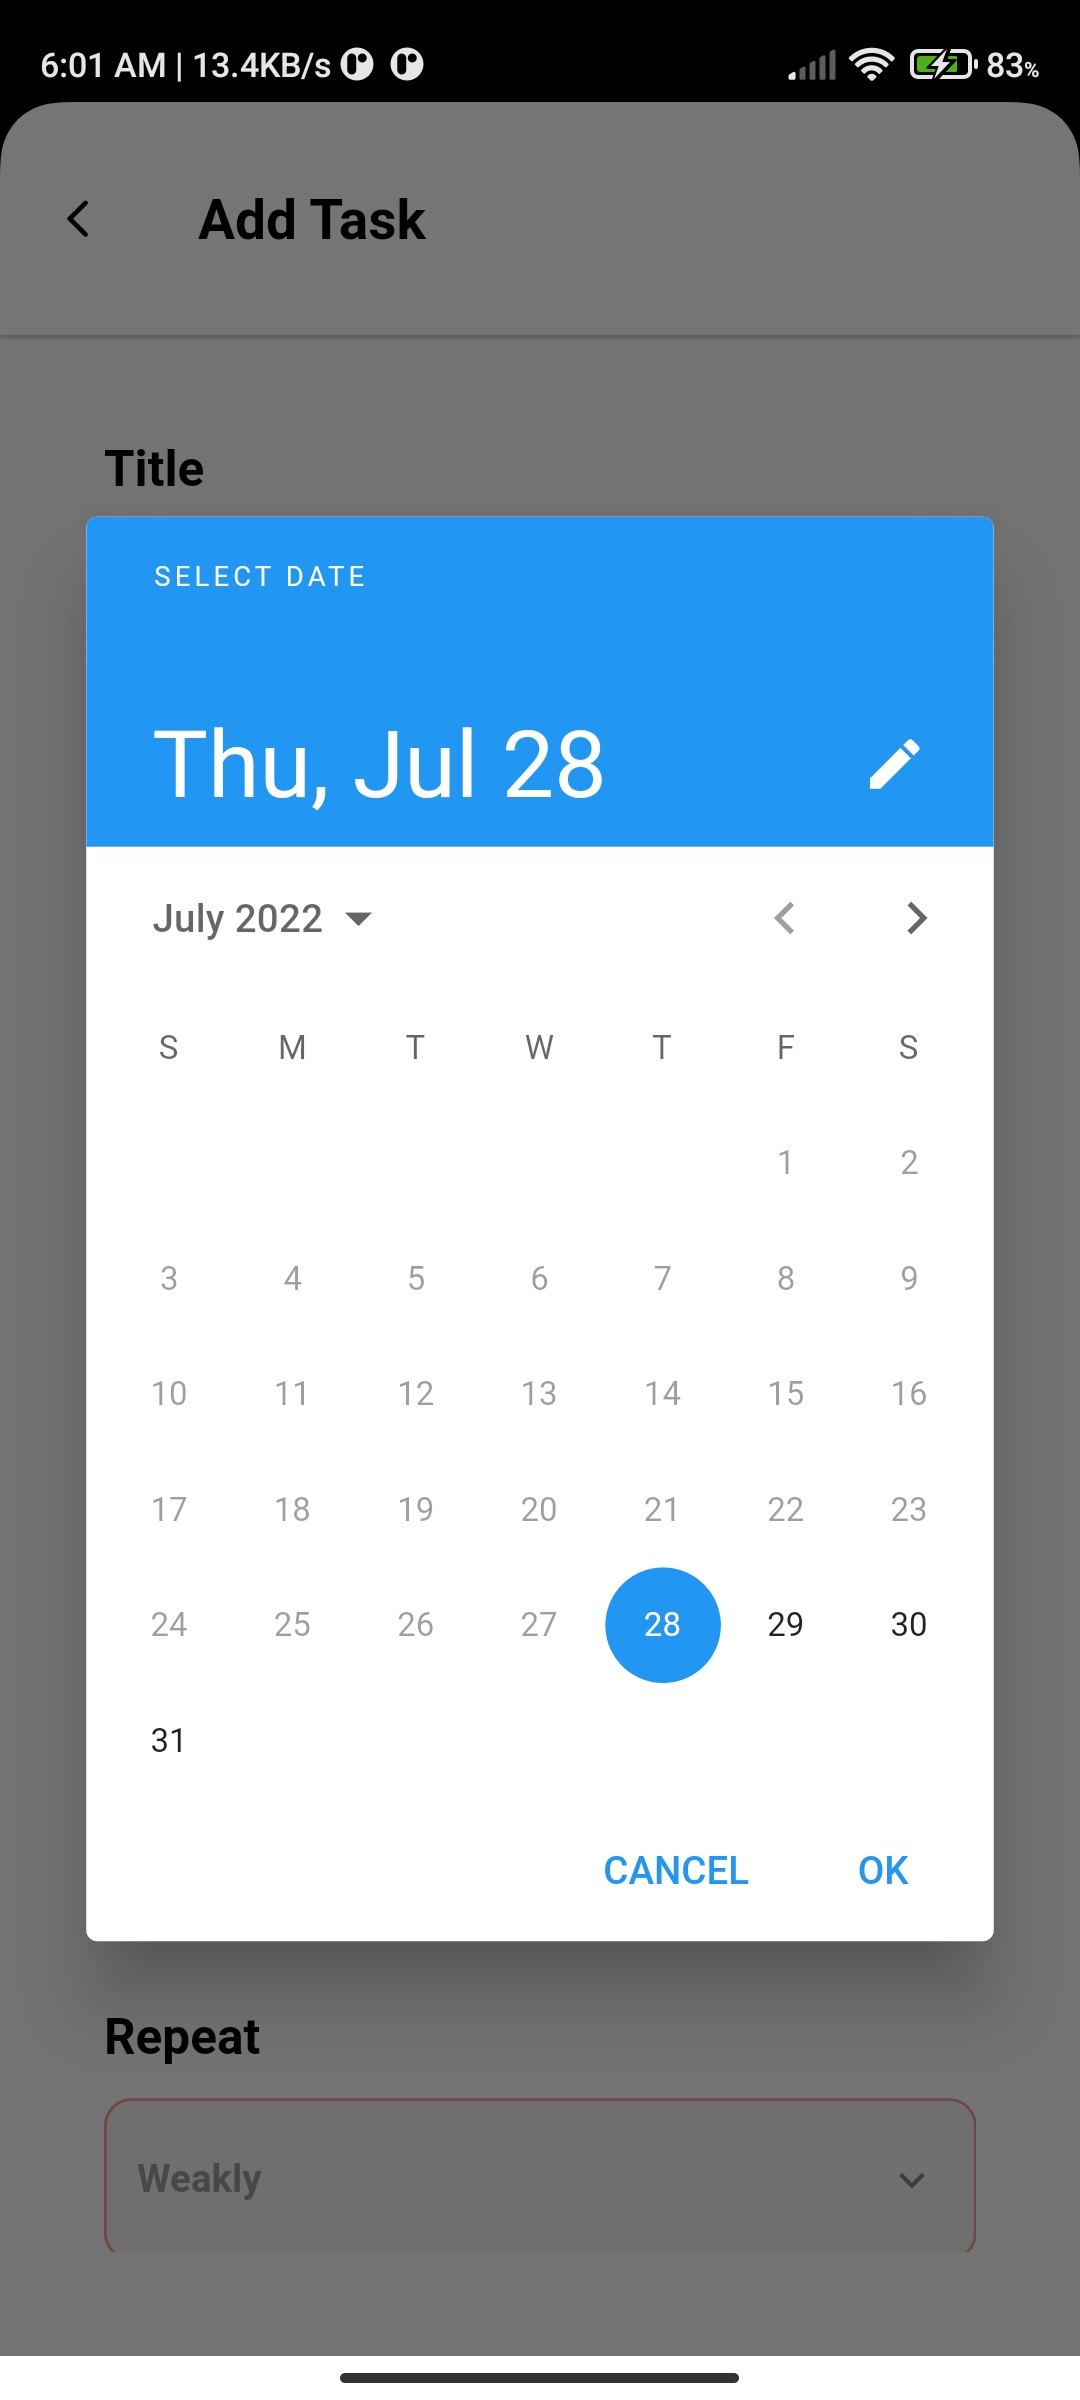 6:01 AM | 13.4KB/s 83%
Add Task
Title
SELECT DATE
Thu, Jul 28
July 2022
S M T W T F S
1 2
3 4 5 6 7 8 9
10 11 12 13 14 15 16
17 18 19 20 21 22 23
24 25 26 27 28 29 30
31
CANCEL OK
Repeat
Weakly